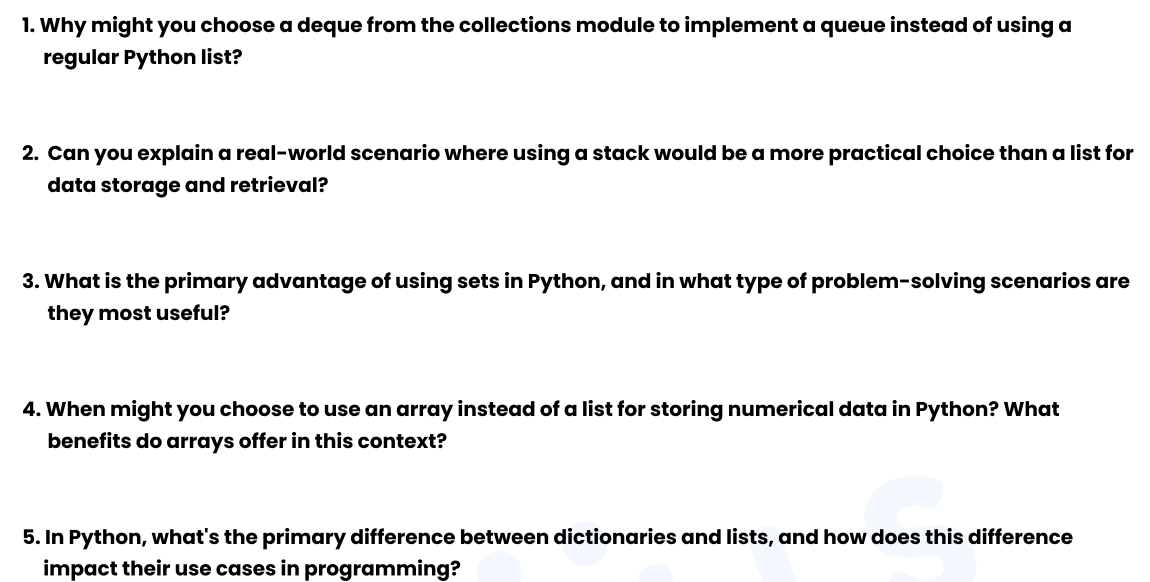 1. Why might you choose a deque from the collections module to implement a queue instead of using a
regular Python list?
2. Can you explain a real-world scenario where using a stack would be a more practical choice than a list for
data storage and retrieval?
3. What is the primary advantage of using sets in Python, and in what type of problem-solving scenarios are
they most useful?
4. When might you choose to use an array instead of a list for storing numerical data in Python? What
benefits do arrays offer in this context?
5. In Python, what's the primary difference between dictionaries and lists, and how does this difference
impact their use cases in programming?